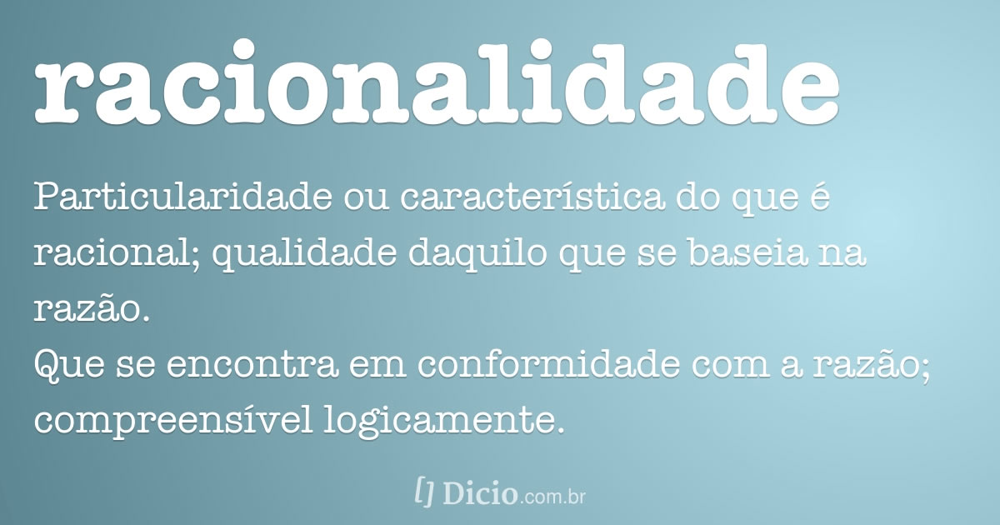 racionalidade
Particularidade ou característica do que é
racional; qualidade daquilo que se baseia na
razão.
Que se encontra em conformidade com a razão;
compreensível logicamente.
[] Dicio.com.br